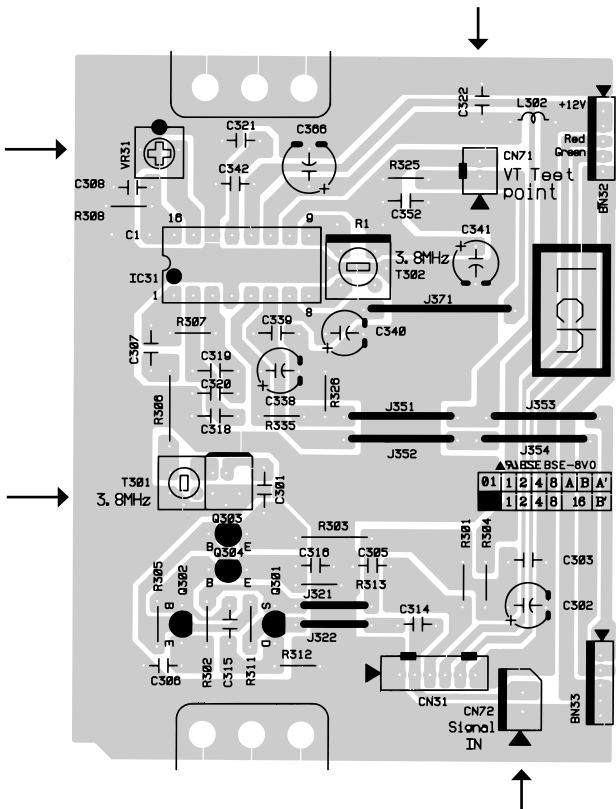 C322
L302
+12V
C321
C366
Red
Green
VR31
CN71
C342
R325
VT Test
point
BN32
C308
R308
C352
16
9
R1
C341
C1
3.8MHz
T302
IC31
Lch
1
8
J371
C339
C340
R307
C307
C319
C320
C338
R326
R306
C318
R335
J351
J353
J352
J354
BSE-8V0
T301
3.8MHz
C301
01 1 2 4 8 A B A'
1 2 4 8 16 B'
Q303
B E
R303
R301
R304
Q304
B E
C316
C305
C303
R305
Q302
Q301
R313
J321
C302
B
S
C314
E
D
J322
C306
R302
C315
R311
R312
CN31
CN72
BN33
Signal
IN